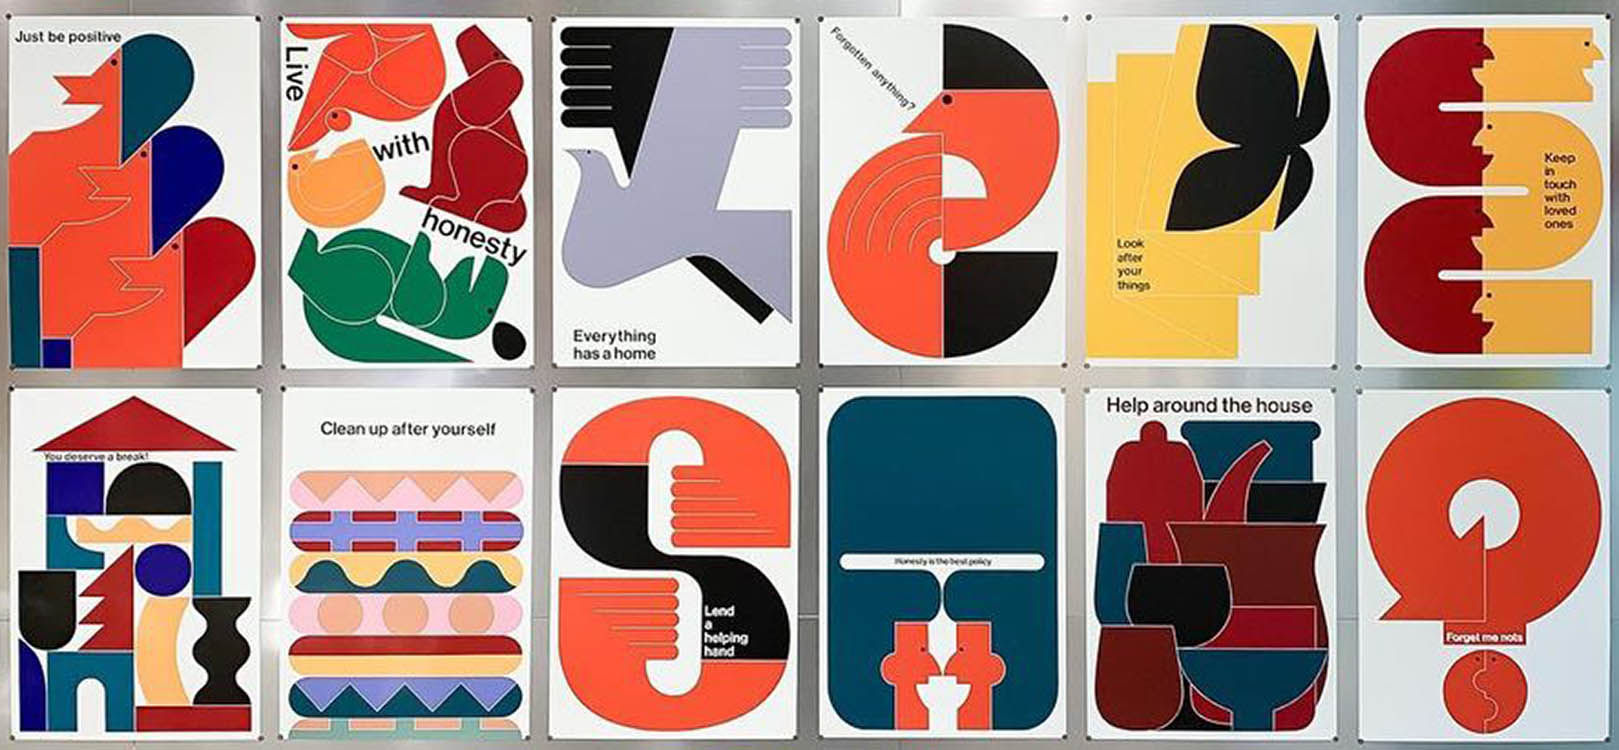 Just be positive
Live
with
honesty
Everything
has a home
Forgotten anything?
Look
after
your
things
Keep
in
touch
with
loved
ones
You deserve a break!
Clean up after yourself
Lend
a
helping
hand
Honesty is the best policy
Help around the house
Forget me nots